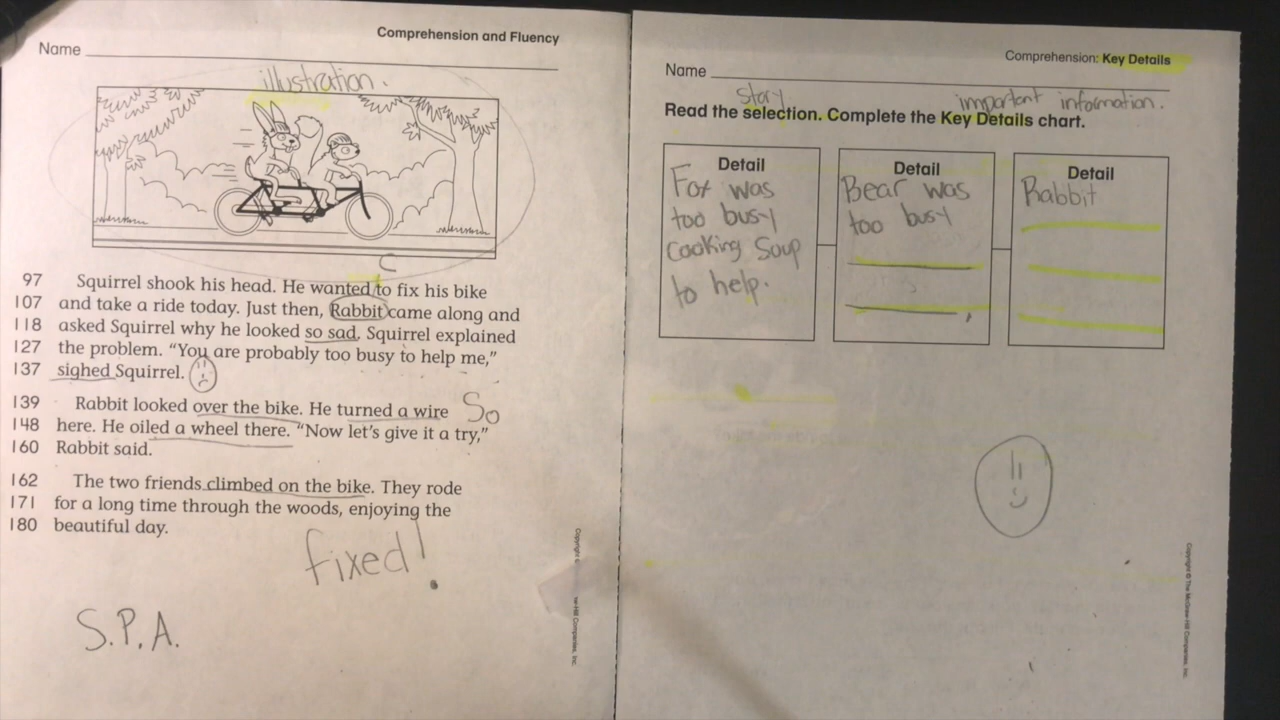 Comprehension and Fluency
Name
illustration.
97 Squirrel shook his head. He wanted to fix his bike
107 and take a ride today. Just then, Rabbit came along and
118 asked Squirrel why he looked so sad. Squirrel explained
127 the problem. “You are probably too busy to help me,”
137 sighed Squirrel.
139 Rabbit looked over the bike. He turned a wire So
148 here. He oiled a wheel there. “Now let’s give it a try,”
160 Rabbit said.
162 The two friends climbed on the bike. They rode
171 for a long time through the woods, enjoying the
180 beautiful day.
fixed!
S.P.A.
Comprehension: Key Details
Name
story important information.
Read the selection. Complete the Key Details chart.
Detail
Fox was
too busy
Cooking Soup
to help.
Detail
Bear was
too busy
Detail
Rabbit
Copyright © The McGraw-Hill Companies, Inc.